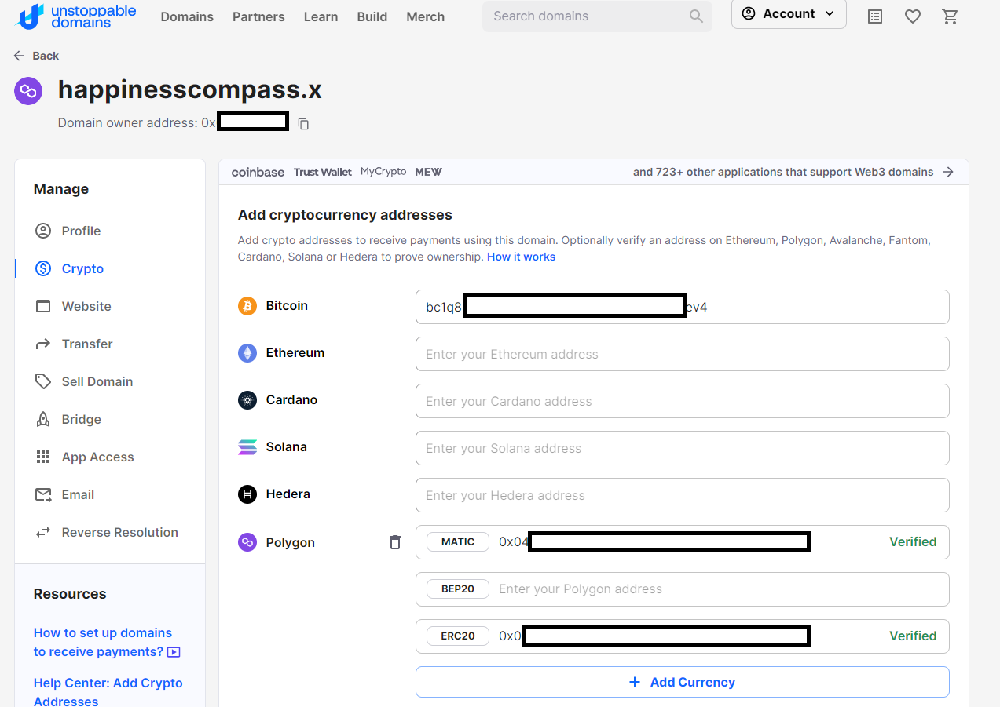 unstoppable
domains
Domains
Partners
Learn
Build
Merch
Search domains
Account
Back
happinesscompass.x
Domain owner address: 0x
Manage
Profile
Crypto
Website
Transfer
Sell Domain
Bridge
App Access
Email
Reverse Resolution
Resources
How to set up domains
to receive payments?
Help Center: Add Crypto
Addresses
coinbase Trust Wallet MyCrypto MEW
and 723+ other applications that support Web3 domains
Add cryptocurrency addresses
Add crypto addresses to receive payments using this domain. Optionally verify an address on Ethereum, Polygon, Avalanche, Fantom,
Cardano, Solana or Hedera to prove ownership. How it works
Bitcoin
bc1q8 ev4
Ethereum
Enter your Ethereum address
Cardano
Enter your Cardano address
Solana
Enter your Solana address
Hedera
Enter your Hedera address
Polygon
MATIC 0x04 Verified
BEP20 Enter your Polygon address
ERC20 0x0 Verified
+ Add Currency